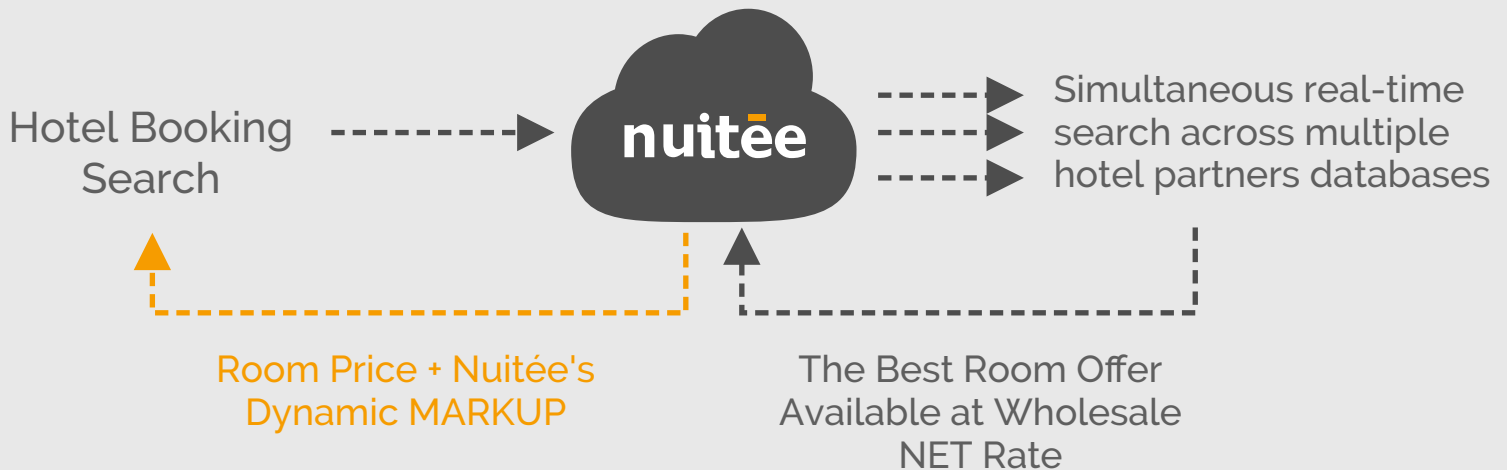 Hotel Booking
Search
nuitēe
Simultaneous real-time
search across multiple
hotel partners databases
Room Price + Nuitée's
Dynamic MARKUP
The Best Room Offer
Available at Wholesale
NET Rate